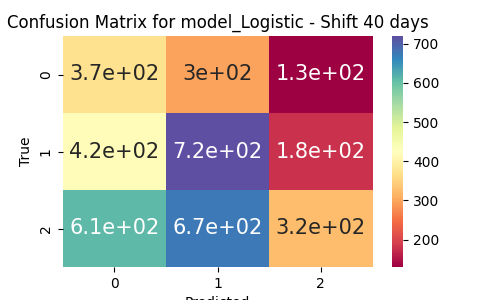 Confusion Matrix for model_Logistic - Shift 40 days
0 3.7e+02 3e+02 1.3e+02
True 1 4.2e+02 7.2e+02 1.8e+02
2 6.1e+02 6.7e+02 3.2e+02
0 1 2
Predicted
700
600
500
400
300
200